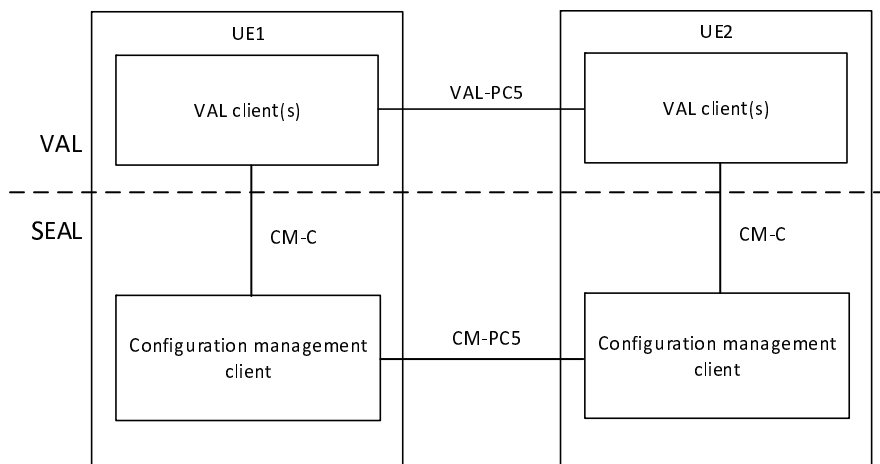 UE1
UE2
VAL client(s)
VAL-PC5
VAL client(s)
VAL
SEAL
CM-C
CM-C
Configuration management
client
CM-PC5
Configuration management
client